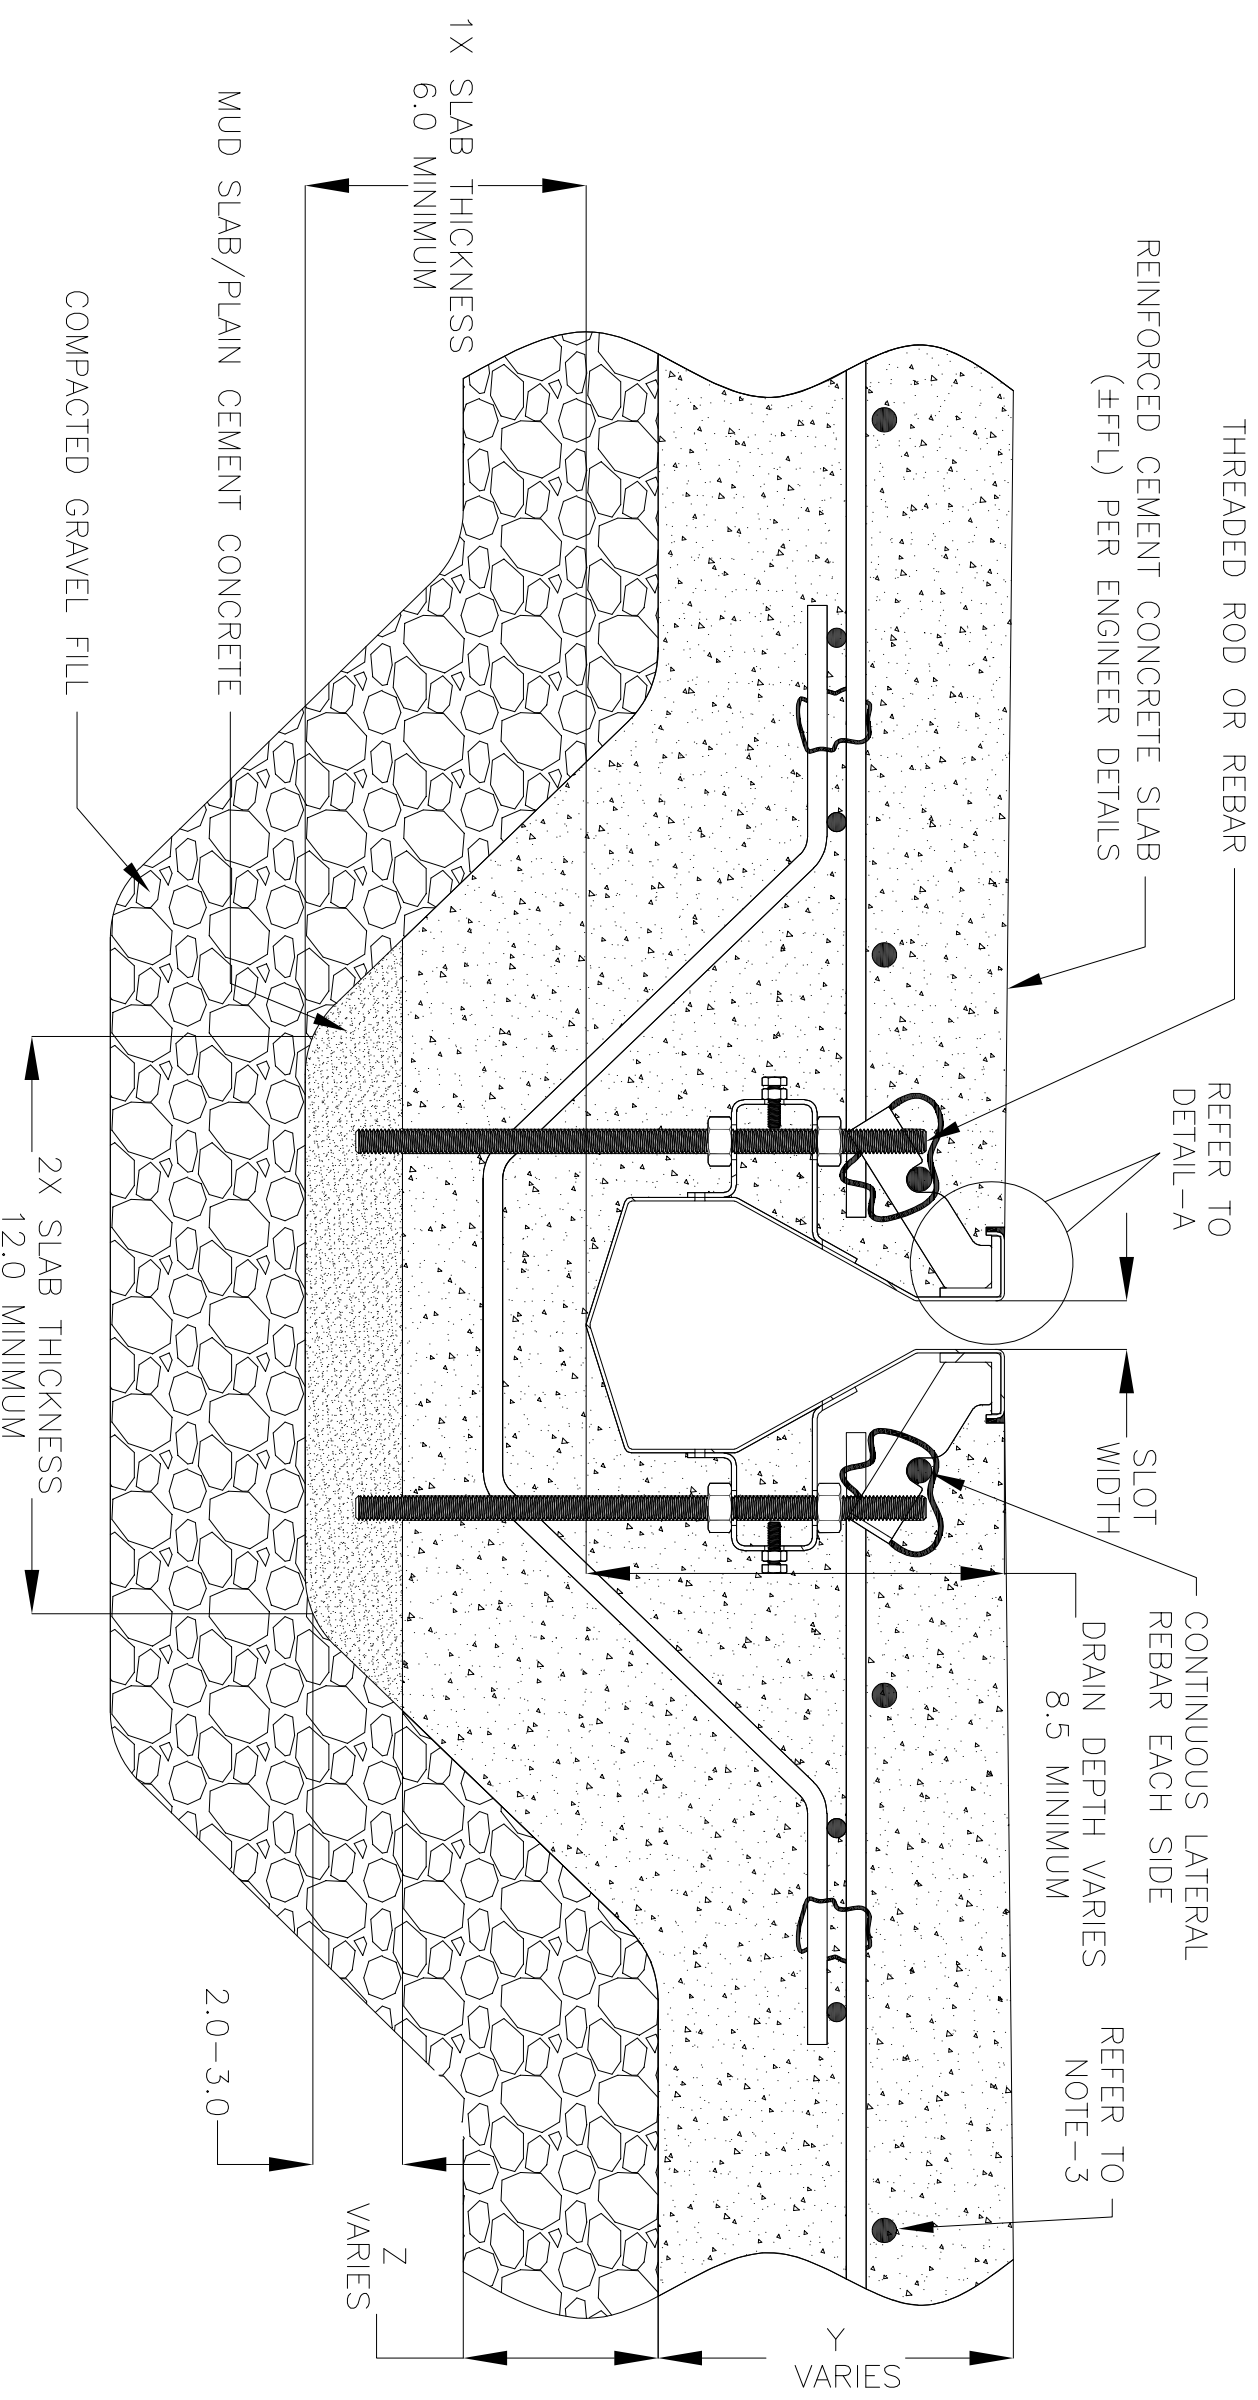 THREADED ROD OR REBAR
REINFORCED CEMENT CONCRETE SLAB
(±FFL) PER ENGINEER DETAILS
REFER TO
DETAIL-A
SLOT
WIDTH
CONTINUOUS LATERAL
REBAR EACH SIDE
DRAIN DEPTH VARIES
8.5 MINIMUM
REFER TO
NOTE-3
Y
VARIES
Z
VARIES
2.0-3.0
1X SLAB THICKNESS
6.0 MINIMUM
MUD SLAB/PLAIN CEMENT CONCRETE
COMPACTED GRAVEL FILL
2X SLAB THICKNESS
12.0 MINIMUM